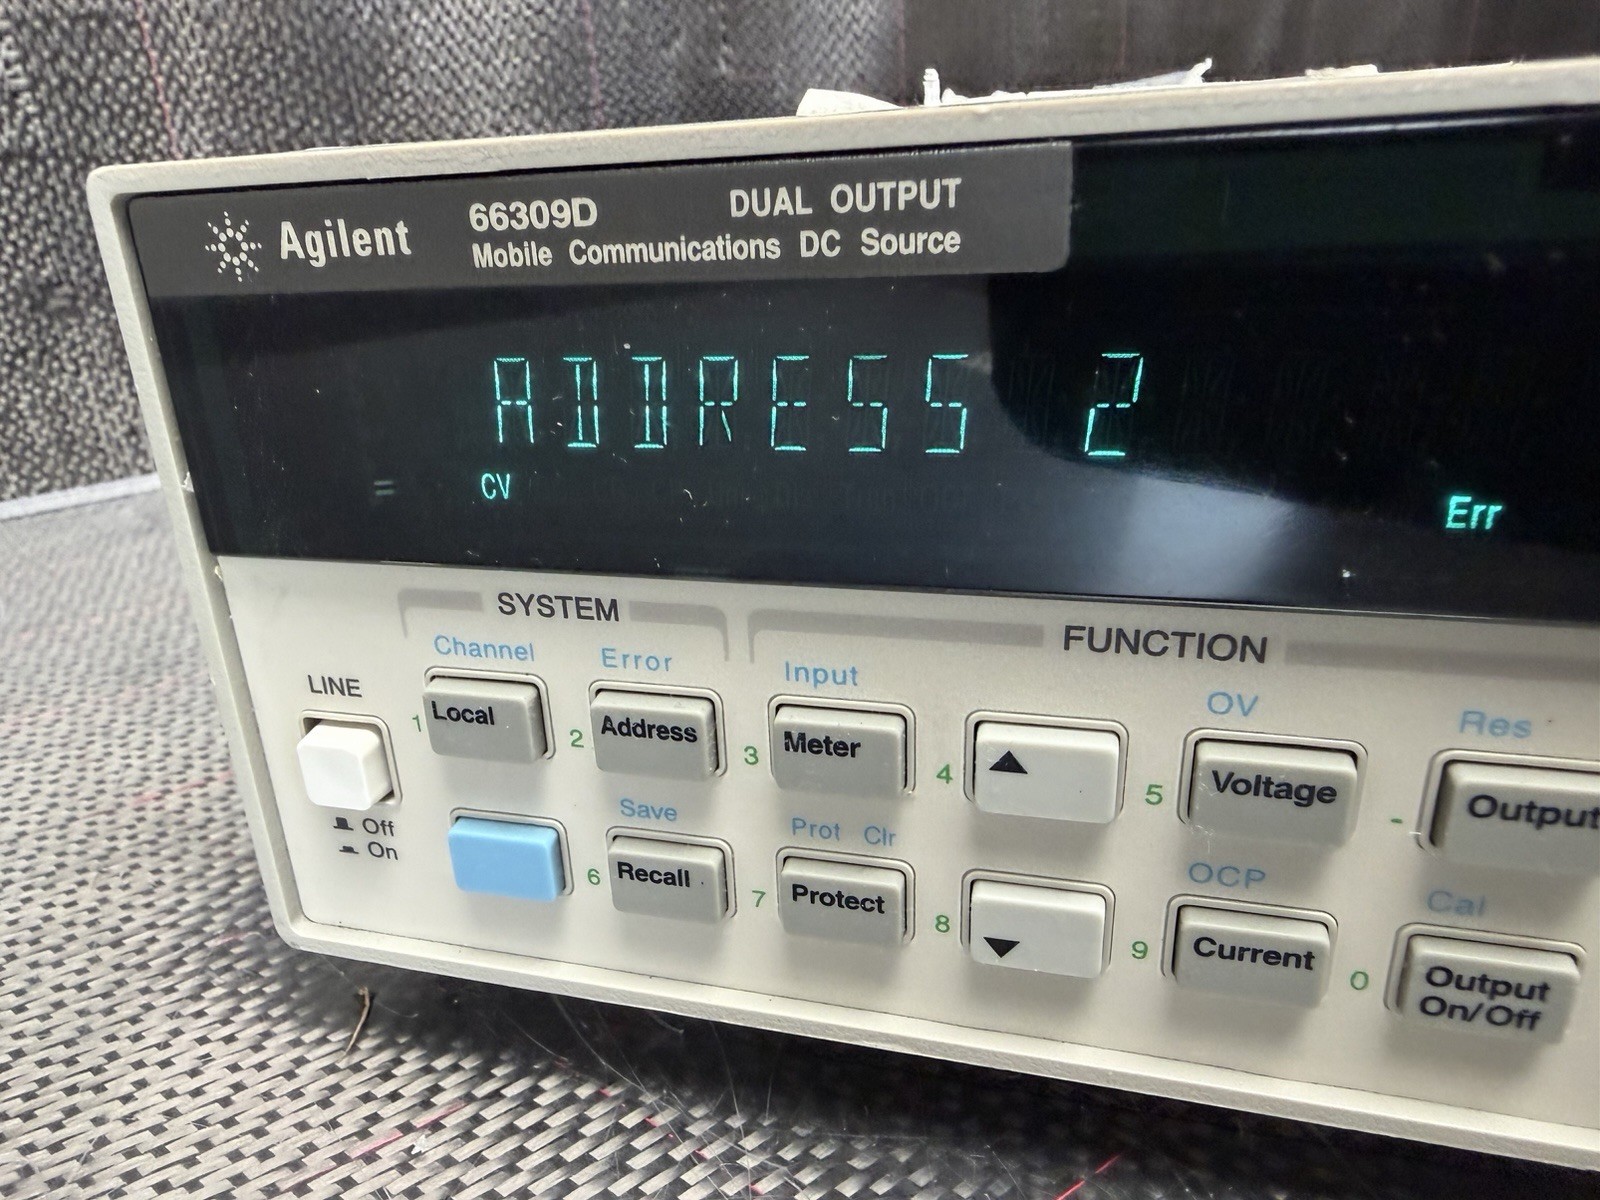 Agilent 66309D DUAL OUTPUT
Mobile Communications DC Source
ADDRESS 2
CV Err
SYSTEM FUNCTION
Channel Error Input OV Res
LINE
1 Local 2 Address 3 Meter 4 5 Voltage - Output
Off
On
Save Prot Clr OCP Cal
6 Recall 7 Protect 8 9 Current 0 Output On/Off